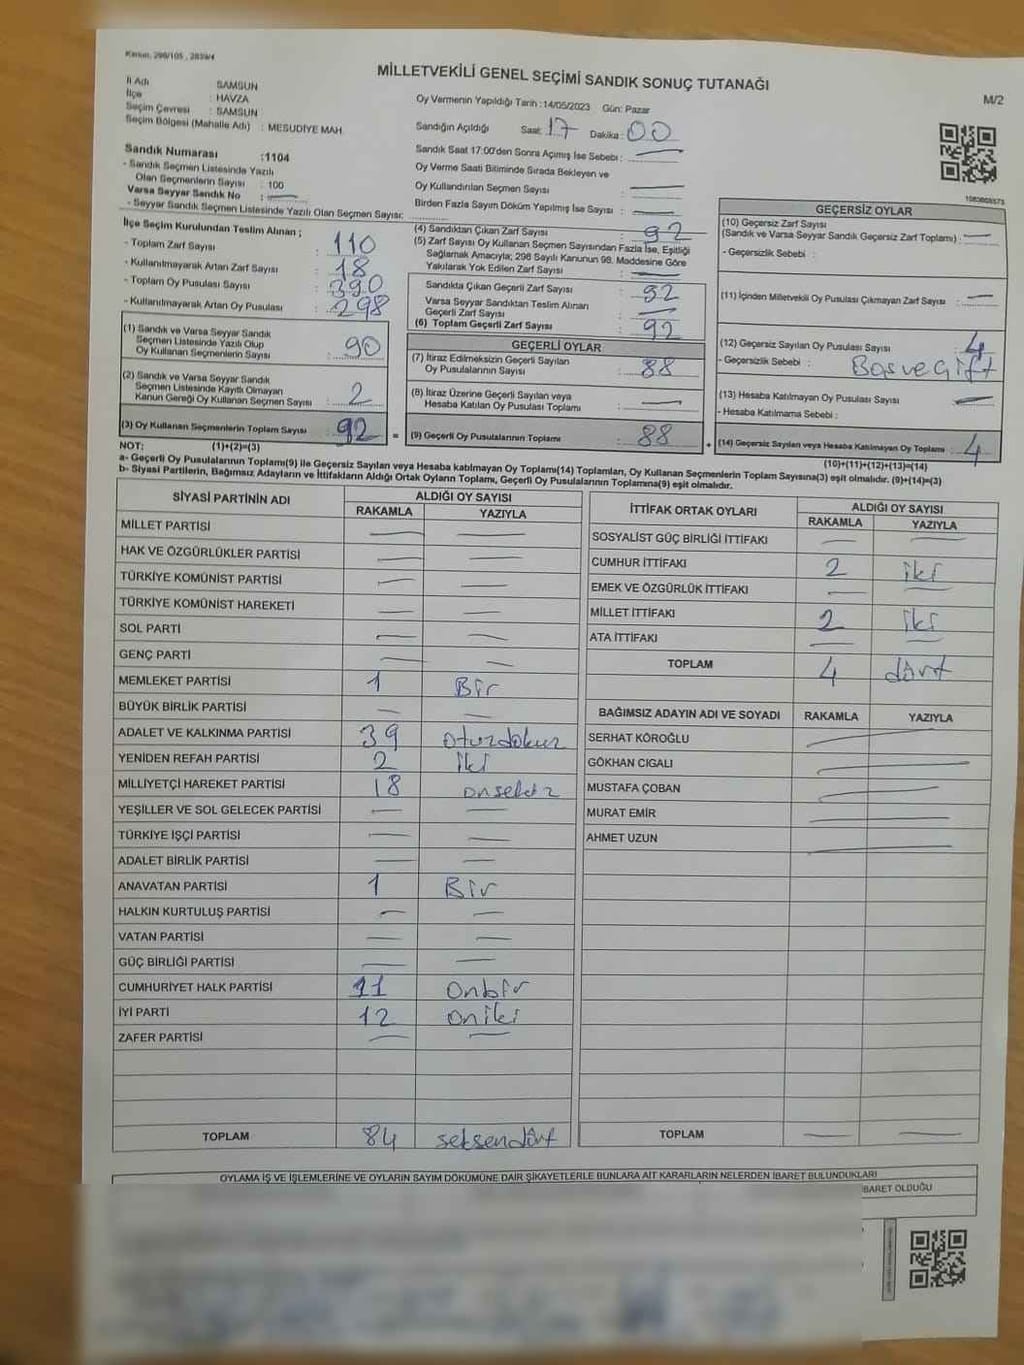 Kanun, 298/105 , 2839/4
MİLLETVEKİLİ GENEL SEÇİMİ SANDIK SONUÇ TUTANAĞI
M/2
İl Adı : SAMSUN
İlçe : HAVZA
Seçim Çevresi : SAMSUN
Seçim Bölgesi (Mahalle Adı) : MESUDİYE MAH.
Sandık Numarası :1104
- Sandık Seçmen Listesinde Yazılı
Olan Seçmenlerin Sayısı : 100
Varsa Seyyar Sandık No : —
- Seyyar Sandık Seçmen Listesinde Yazılı Olan Seçmen Sayısı:
Oy Vermenin Yapıldığı Tarih :14/05/2023 Gün: Pazar
Sandığın Açıldığı Saat: 17 Dakika: 00
Sandık Saat 17:00'den Sonra Açımış İse Sebebi : —
Oy Verme Saati Bitiminde Sırada Bekleyen ve
Oy Kullandırılan Seçmen Sayısı : —
Birden Fazla Sayım Döküm Yapılmış İse Sayısı : —
İlçe Seçim Kurulundan Teslim Alınan ;
- Toplam Zarf Sayısı : 110
- Kullanılmayarak Artan Zarf Sayısı : 18
- Toplam Oy Pusulası Sayısı : 390
- Kullanılmayarak Artan Oy Pusulası : 298
(1) Sandık ve Varsa Seyyar Sandık
Seçmen Listesinde Yazılı Olup
Oy Kullanan Seçmenlerin Sayısı : 90
(2) Sandık ve Varsa Seyyar Sandık
Seçmen Listesinde Kayıtlı Olmayan
Kanun Gereği Oy Kullanan Seçmen Sayısı : 2
(3) Oy Kullanan Seçmenlerin Toplam Sayısı : 92
(4) Sandıktan Çıkan Zarf Sayısı : 92
(5) Zarf Sayısı Oy Kullanan Seçmen Sayısından Fazla İse, Eşitliği
Sağlamak Amacıyla; 298 Sayılı Kanunun 98. Maddesine Göre
Yakılarak Yok Edilen Zarf Sayısı : —
Sandıkta Çıkan Geçerli Zarf Sayısı : 92
Varsa Seyyar Sandıktan Teslim Alınan
Geçerli Zarf Sayısı : —
(6) Toplam Geçerli Zarf Sayısı : 92
GEÇERLİ OYLAR
(7) İtiraz Edilmeksizin Geçerli Sayılan
Oy Pusulalarının Sayısı : 88
(8) İtiraz Üzerine Geçerli Sayılan veya
Hesaba Katılan Oy Pusulası Toplamı : —
= (9) Geçerli Oy Pusulalarının Toplamı : 88
GEÇERSİZ OYLAR
(10) Geçersiz Zarf Sayısı
(Sandık ve Varsa Seyyar Sandık Geçersiz Zarf Toplamı) : —
- Geçersizlik Sebebi :
(11) İçinden Milletvekili Oy Pusulası Çıkmayan Zarf Sayısı : —
(12) Geçersiz Sayılan Oy Pusulası Sayısı : 4
- Geçersizlik Sebebi : Boş ve Çift
(13) Hesaba Katılmayan Oy Pusulası Sayısı : —
- Hesaba Katılmama Sebebi :
+ (14) Geçersiz Sayılan veya Hesaba Katılmayan Oy Toplamı : 4
NOT: (1)+(2)=(3)
(10)+(11)+(12)+(13)=(14)
a- Geçerli Oy Pusulalarının Toplamı(9) ile Geçersiz Sayılan veya Hesaba katılmayan Oy Toplamı(14) Toplamları, Oy Kullanan Seçmenlerin Toplam Sayısına(3) eşit olmalıdır. (9)+(14)=(3)
b- Siyasi Partilerin, Bağımsız Adayların ve İttifakların Aldığı Ortak Oyların Toplamı, Geçerli Oy Pusulalarının Toplamına(9) eşit olmalıdır.
SİYASİ PARTİNİN ADI ALDIĞI OY SAYISI
RAKAMLA YAZIYLA
MİLLET PARTİSİ — —
HAK VE ÖZGÜRLÜKLER PARTİSİ — —
TÜRKİYE KOMÜNİST PARTİSİ — —
TÜRKİYE KOMÜNİST HAREKETİ — —
SOL PARTİ — —
GENÇ PARTİ — —
MEMLEKET PARTİSİ 1 Bir
BÜYÜK BİRLİK PARTİSİ — —
ADALET VE KALKINMA PARTİSİ 39 otuzdokuz
YENİDEN REFAH PARTİSİ 2 iki
MİLLİYETÇİ HAREKET PARTİSİ 18 onsekiz
YEŞİLLER VE SOL GELECEK PARTİSİ — —
TÜRKİYE İŞÇİ PARTİSİ — —
ADALET BİRLİK PARTİSİ — —
ANAVATAN PARTİSİ 1 Bir
HALKIN KURTULUŞ PARTİSİ — —
VATAN PARTİSİ — —
GÜÇ BİRLİĞİ PARTİSİ — —
CUMHURİYET HALK PARTİSİ 11 Onbir
İYİ PARTİ 12 oniki
ZAFER PARTİSİ — —
TOPLAM 84 seksendört
İTTİFAK ORTAK OYLARI ALDIĞI OY SAYISI
RAKAMLA YAZIYLA
SOSYALİST GÜÇ BİRLİĞİ İTTİFAKI — —
CUMHUR İTTİFAKI 2 iki
EMEK VE ÖZGÜRLÜK İTTİFAKI — —
MİLLET İTTİFAKI 2 iki
ATA İTTİFAKI — —
TOPLAM 4 dört
BAĞIMSIZ ADAYIN ADI VE SOYADI RAKAMLA YAZIYLA
SERHAT KÖROĞLU —
GÖKHAN CIGALI —
MUSTAFA ÇOBAN —
MURAT EMİR —
AHMET UZUN —
TOPLAM — —
OYLAMA İŞ VE İŞLEMLERİNE VE OYLARIN SAYIM DÖKÜMÜNE DAİR ŞİKAYETLERLE BUNLARA AİT KARARLARIN NELERDEN İBARET BULUNDUKLARI
İBARET OLDUĞU